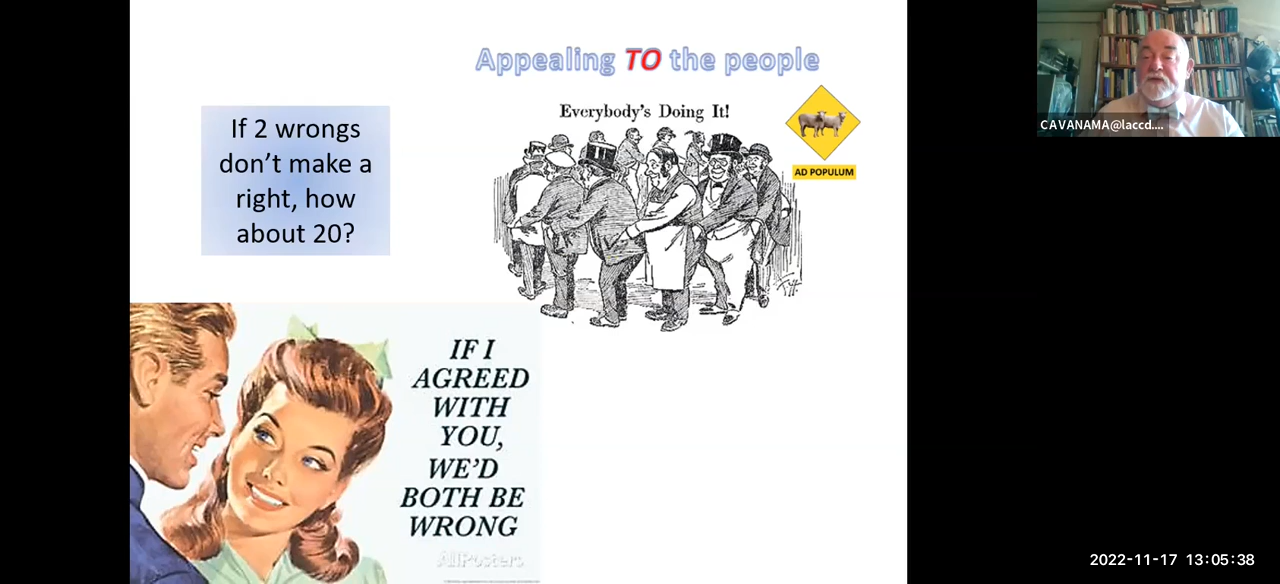 Appealing TO the people
Everybody's Doing It!
AD POPULUM
If 2 wrongs
don't make a
right, how
about 20?
IF I
AGREED
WITH
YOU,
WE'D
BOTH BE
WRONG
AllPosters
CAVANAMA@laccd....
2022-11-17 13:05:38